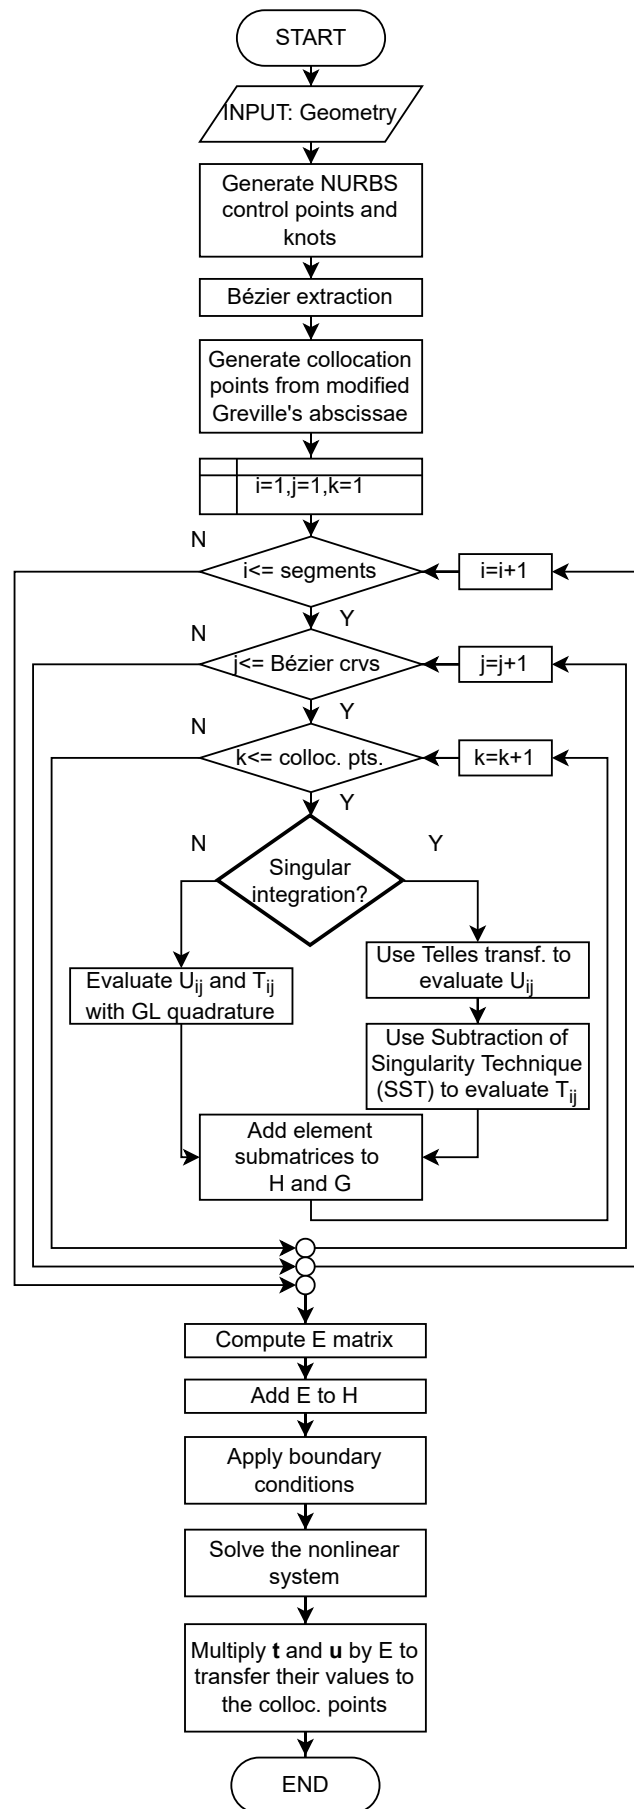 START
INPUT: Geometry
Generate NURBS
control points and
knots
Bézier extraction
Generate collocation
points from modified
Greville's abscissae
i=1,j=1,k=1
N
i<= segments
i=i+1
Y
N
j<= Bézier crvs
j=j+1
Y
N
k<= colloc. pts.
k=k+1
Y
N
Y
Singular
integration?
Evaluate U_ij and T_ij
with GL quadrature
Use Telles transf. to
evaluate U_ij
Use Subtraction of
Singularity Technique
(SST) to evaluate T_ij
Add element
submatrices to
H and G
Compute E matrix
Add E to H
Apply boundary
conditions
Solve the nonlinear
system
Multiply t and u by E to
transfer their values to
the colloc. points
END